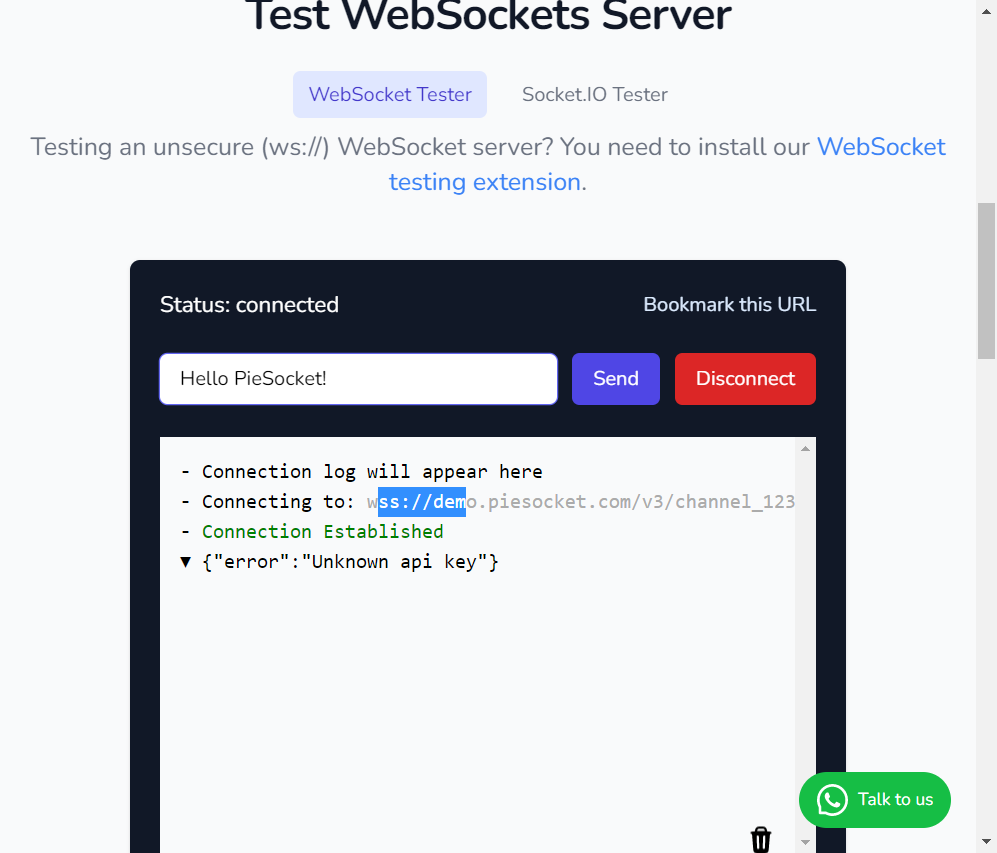 Test WebSockets Server
WebSocket Tester
Socket.IO Tester
Testing an unsecure (ws://) WebSocket server? You need to install our WebSocket
testing extension.
Status: connected
Bookmark this URL
Hello PieSocket!
Send
Disconnect
- Connection log will appear here
- Connecting to: wss://demo.piesocket.com/v3/channel_123
- Connection Established
▼ {"error":"Unknown api key"}
Talk to us